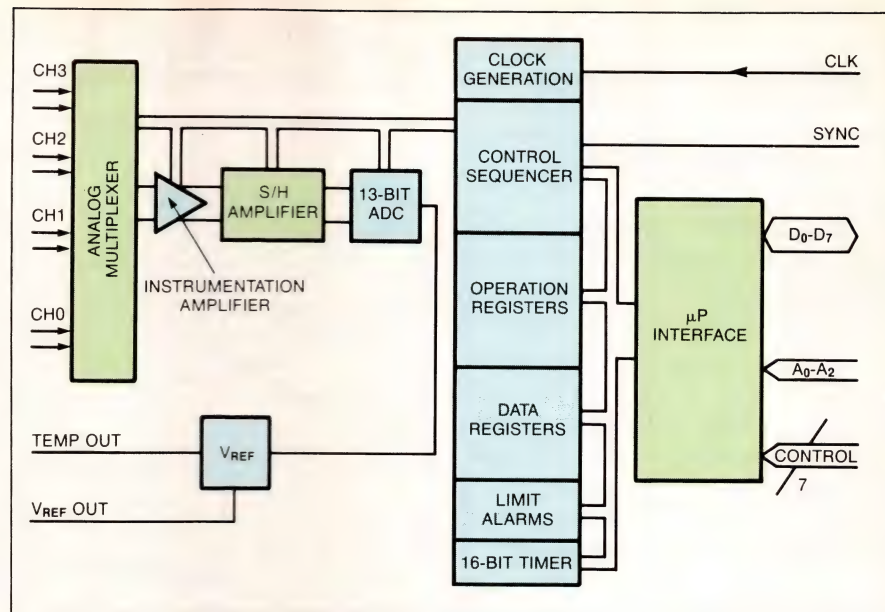 CH3
CH2
CH1
CH0
ANALOG
MULTIPLEXER
INSTRUMENTATION
AMPLIFIER
S/H
AMPLIFIER
13-BIT
ADC
TEMP OUT
VREF
VREF OUT
CLOCK
GENERATION
CONTROL
SEQUENCER
OPERATION
REGISTERS
DATA
REGISTERS
LIMIT
ALARMS
16-BIT TIMER
µP
INTERFACE
CLK
SYNC
D0-D7
A0-A2
CONTROL
7